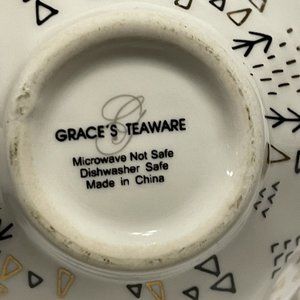 G
GRACE'S TEAWARE
Microwave Not Safe
Dishwasher Safe
Made in China